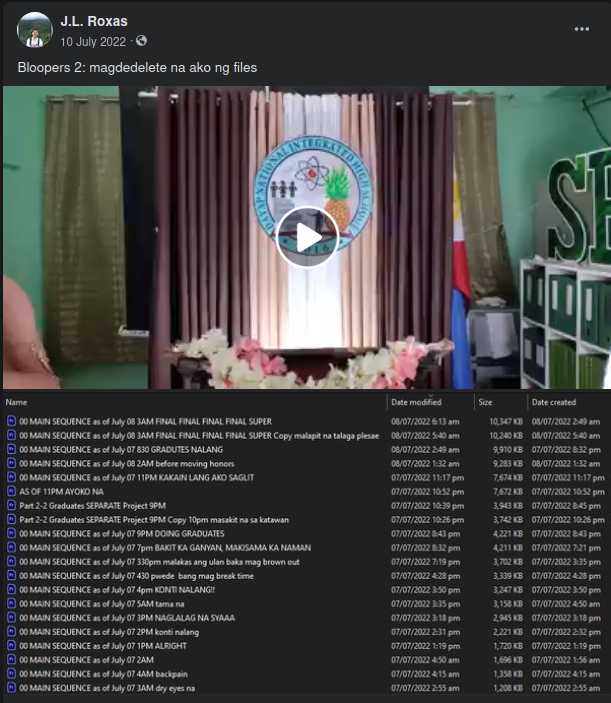 J.L. Roxas
10 July 2022 ·
Bloopers 2: magdedelete na ako ng files
NATIONAL INTEGRATED HIGH SCHOOL
Name Date modified Size Date created
00 MAIN SEQUENCE as of July 08 3AM FINAL FINAL FINAL FINAL SUPER 08/07/2022 6:13 am 10,347 KB 08/07/2022 2:49 am
00 MAIN SEQUENCE as of July 08 3AM FINAL FINAL FINAL FINAL SUPER Copy malapit na talaga plesae 08/07/2022 5:40 am 10,240 KB 08/07/2022 5:40 am
00 MAIN SEQUENCE as of July 07 830 GRADUTES NALANG 08/07/2022 2:49 am 9,910 KB 07/07/2022 8:32 pm
00 MAIN SEQUENCE as of July 08 2AM before moving honors 08/07/2022 1:32 am 9,283 KB 08/07/2022 1:32 am
00 MAIN SEQUENCE as of July 07 11PM KAKAIN LANG AKO SAGLIT 07/07/2022 11:17 pm 7,674 KB 07/07/2022 11:17 pm
AS OF 11PM AYOKO NA 07/07/2022 10:52 pm 7,672 KB 07/07/2022 10:52 pm
Part 2-2 Graduates SEPARATE Project 9PM 07/07/2022 10:39 pm 3,943 KB 07/07/2022 8:45 pm
Part 2-2 Graduates SEPARATE Project 9PM Copy 10pm masakit na sa katawan 07/07/2022 10:26 pm 3,742 KB 07/07/2022 10:26 pm
00 MAIN SEQUENCE as of July 07 9PM DOING GRADUATES 07/07/2022 8:43 pm 4,221 KB 07/07/2022 8:43 pm
00 MAIN SEQUENCE as of July 07 7pm BAKIT KA GANYAN, MAKISAMA KA NAMAN 07/07/2022 8:32 pm 4,211 KB 07/07/2022 7:21 pm
00 MAIN SEQUENCE as of July 07 330pm malakas ang ulan baka mag brown out 07/07/2022 7:19 pm 3,702 KB 07/07/2022 3:35 pm
00 MAIN SEQUENCE as of July 07 430 pwede bang mag break time 07/07/2022 4:28 pm 3,339 KB 07/07/2022 4:28 pm
00 MAIN SEQUENCE as of July 07 4pm KONTI NALANG!! 07/07/2022 3:50 pm 3,247 KB 07/07/2022 3:50 pm
00 MAIN SEQUENCE as of July 07 5AM tama na 07/07/2022 3:35 pm 3,158 KB 07/07/2022 4:50 am
00 MAIN SEQUENCE as of July 07 3PM NAGLALAG NA SYAAA 07/07/2022 3:18 pm 2,945 KB 07/07/2022 3:18 pm
00 MAIN SEQUENCE as of July 07 2PM konti nalang 07/07/2022 2:31 pm 2,221 KB 07/07/2022 2:32 pm
00 MAIN SEQUENCE as of July 07 1PM ALRIGHT 07/07/2022 1:19 pm 1,720 KB 07/07/2022 1:19 pm
00 MAIN SEQUENCE as of July 07 2AM 07/07/2022 4:50 am 1,696 KB 07/07/2022 1:56 am
00 MAIN SEQUENCE as of July 07 4AM backpain 07/07/2022 4:15 am 1,358 KB 07/07/2022 4:15 am
00 MAIN SEQUENCE as of July 07 3AM dry eyes na 07/07/2022 2:55 am 1,208 KB 07/07/2022 2:55 am